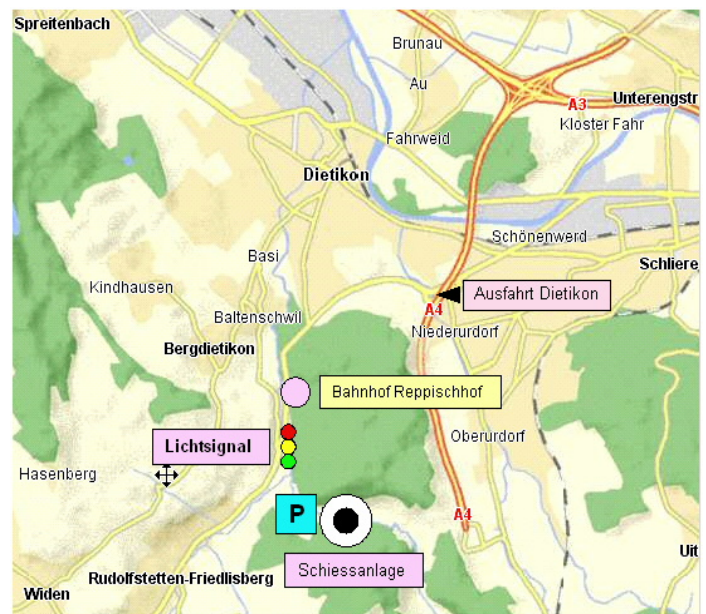 Spreitenbach
Brunau
Au
A3
Unterengstr
Kloster Fahr
Fahrweid
Dietikon
Schönenwerd
Basi
Schliere
Kindhausen
Ausfahrt Dietikon
A4
Baltenschwil
Niederurdorf
Bergdietikon
Bahnhof Reppischhof
Lichtsignal
Oberurdorf
Hasenberg
P
A4
Uit
Schiessanlage
Rudolfstetten-Friedlisberg
Widen